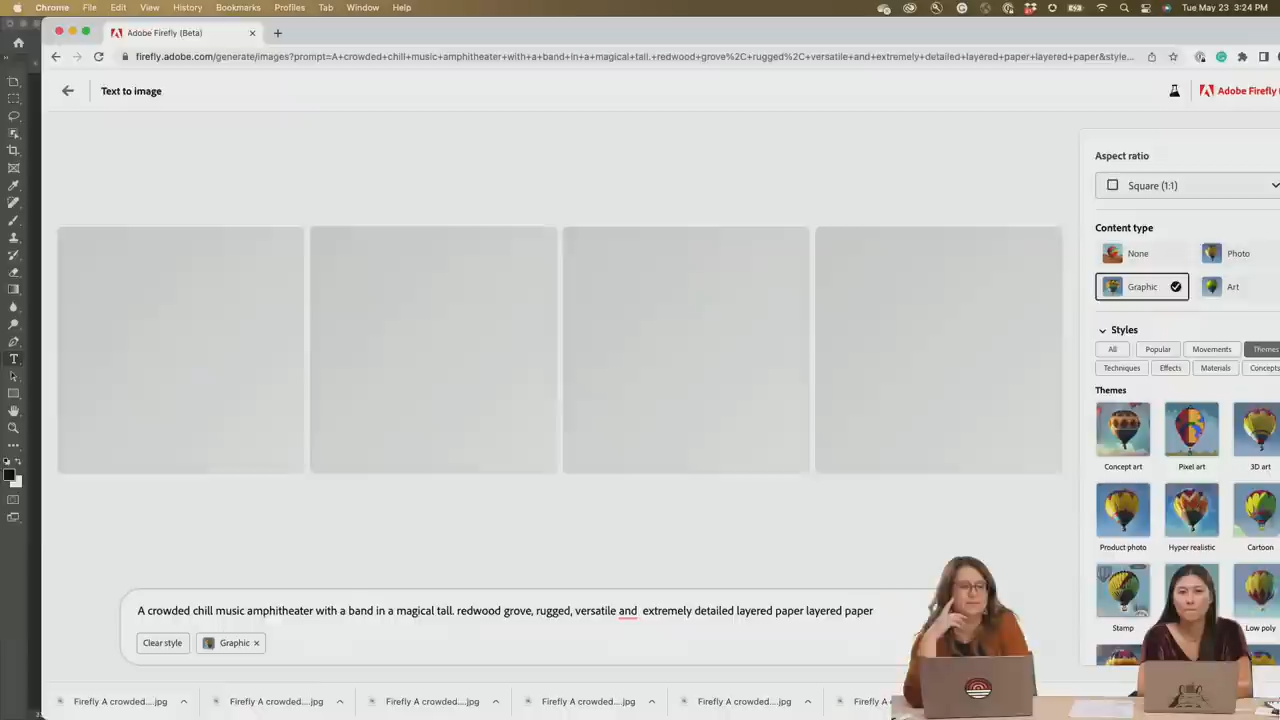 Chrome File Edit View History Bookmarks Profiles Tab Window Help Tue May 23 3:24 PM
Adobe Firefly (Beta)
firefly.adobe.com/generate/images?prompt=A+crowded+chill+music+amphitheater+with+a+band+in+a+magical+tall.+redwood+grove%2C+rugged%2C+versatile+and+extremely+detailed+layered+paper+layered+paper&style...
Text to image
Adobe Firefly
Aspect ratio
Square (1:1)
Content type
None Photo
Graphic Art
Styles
All Popular Movements Themes
Techniques Effects Materials Concepts
Themes
Concept art Pixel art 3D art
Product photo Hyper realistic Cartoon
Stamp Low poly
A crowded chill music amphitheater with a band in a magical tall. redwood grove, rugged, versatile and extremely detailed layered paper layered paper
Clear style Graphic
Firefly A crowded....jpg Firefly A crowded....jpg Firefly A crowded....jpg Firefly A crowded....jpg Firefly A crowded....jpg Firefly A